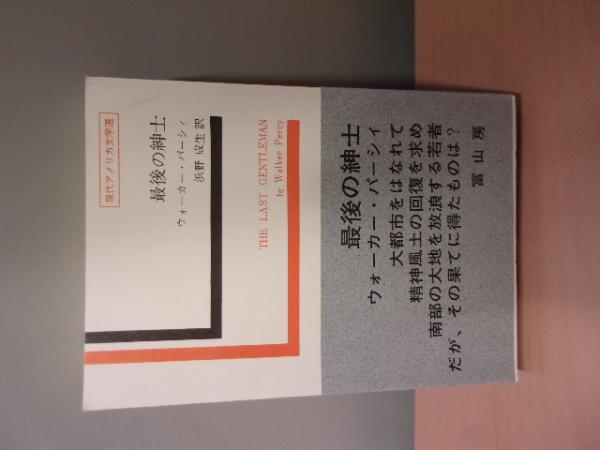 現代アメリカ文学選
最後の紳士
ウォーカー・パーシィ
浜野成生訳
THE LAST GENTLEMAN
by Walker Percy
最後の紳士
ウォーカー・パーシィ
大都市をはなれて
精神風土の回復を求め
南部の大地を放浪する若者
だが、その果てに得たものは?
冨山房